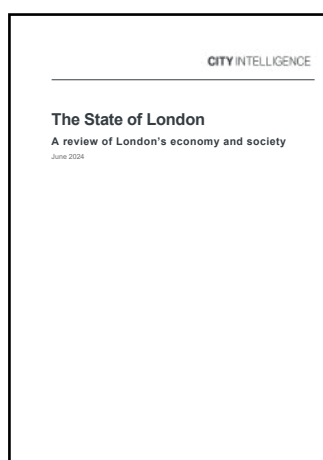 CITY INTELLIGENCE
The State of London
A review of London's economy and society
June 2024